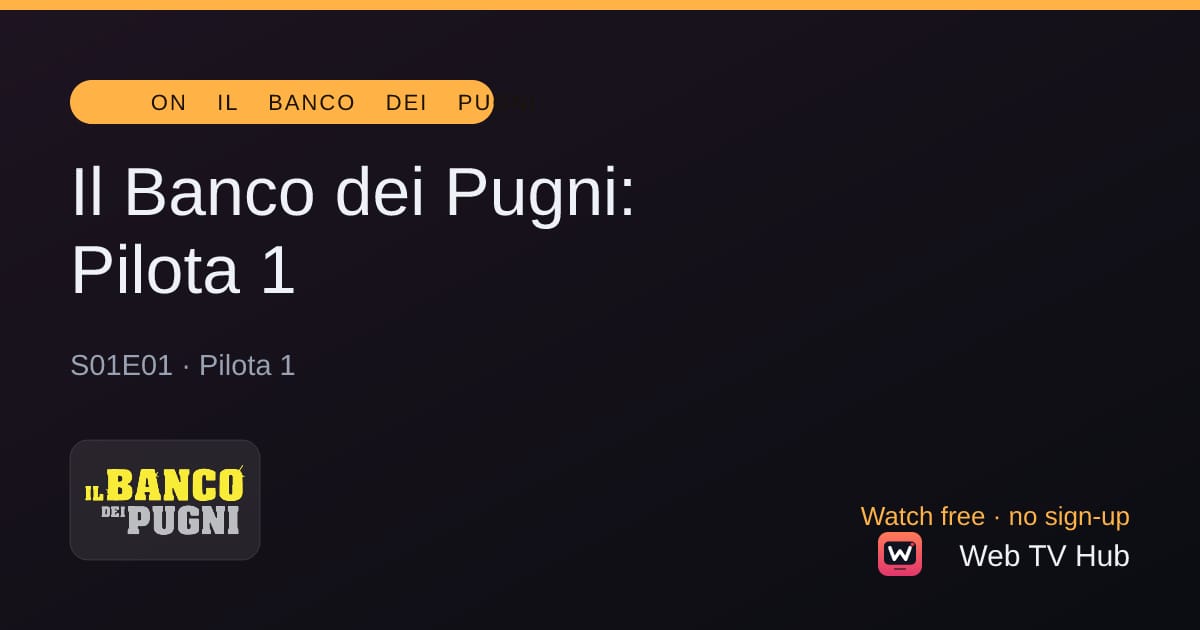 ON IL BANCO DEI PUGNI
Il Banco dei Pugni:
Pilota 1
S01E01 · Pilota 1
IL BANCO
DEI PUGNI
Watch free · no sign-up
W
Web TV Hub